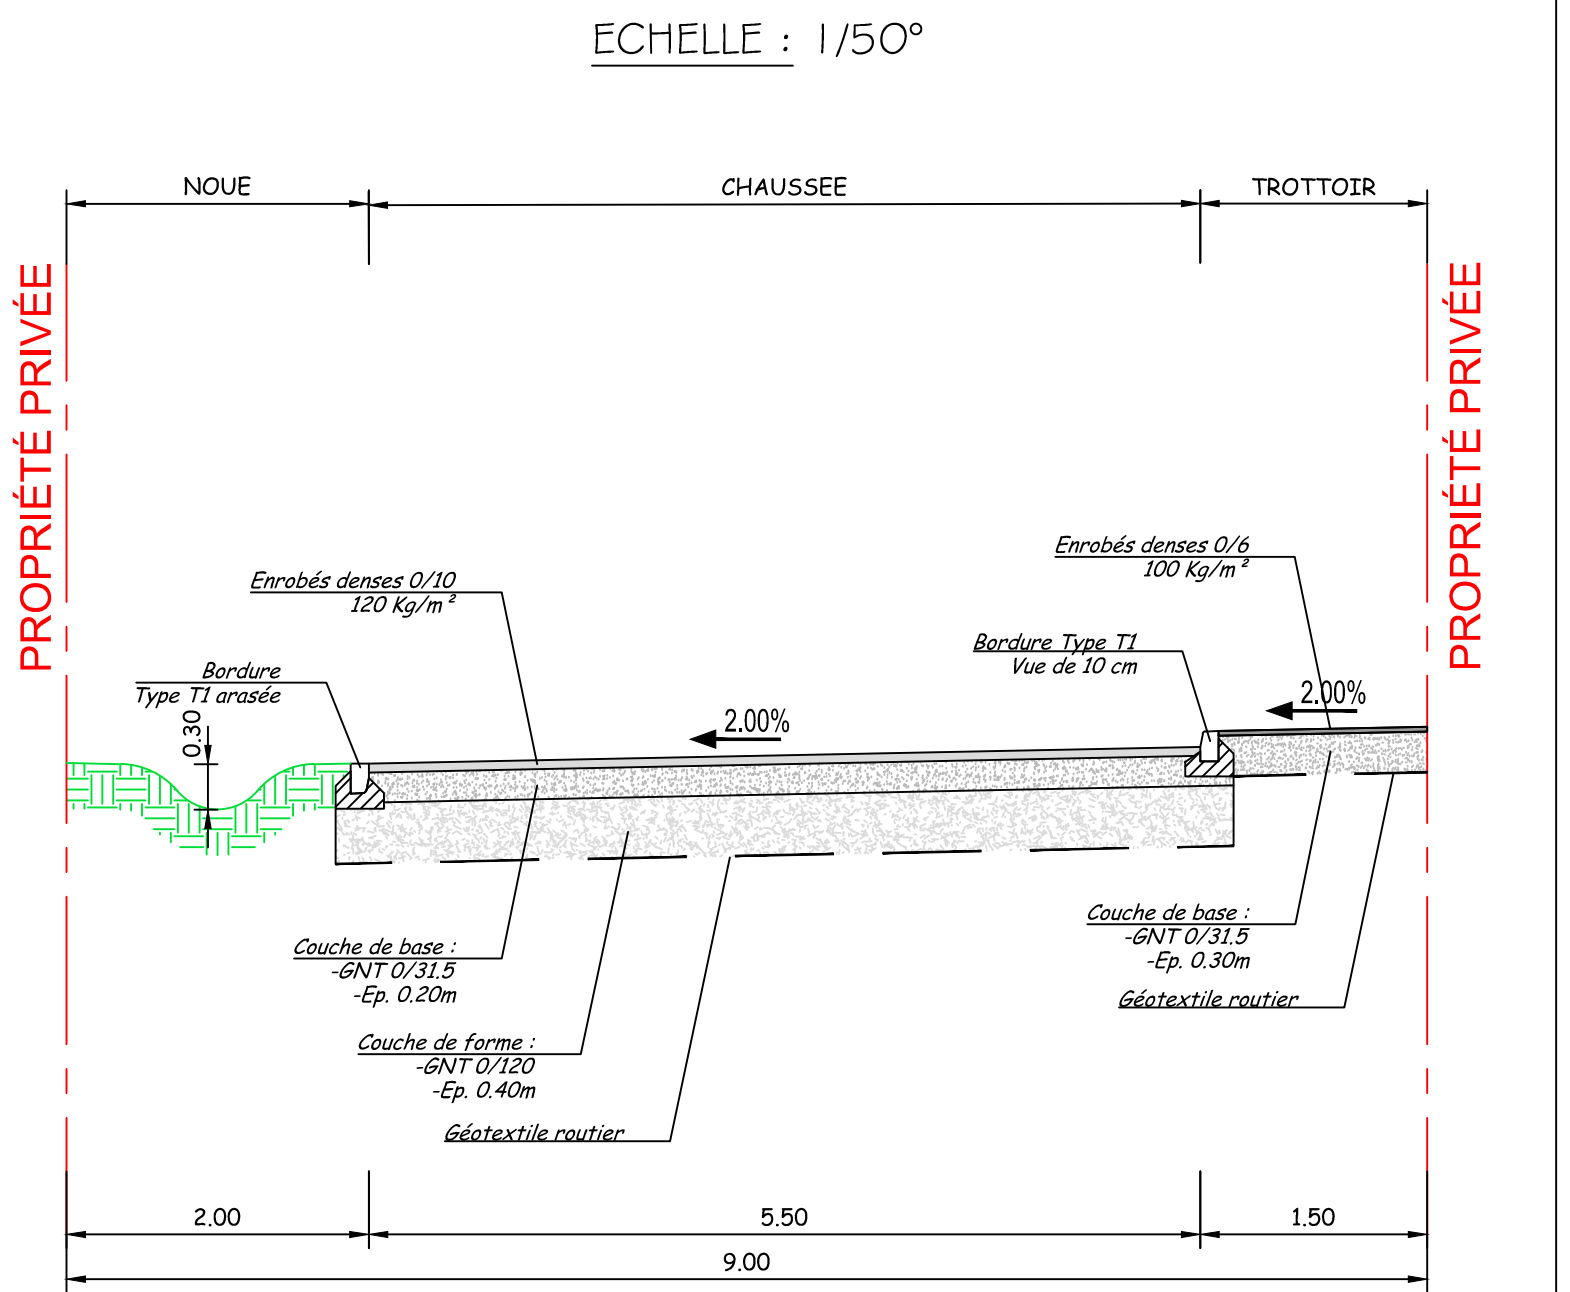 ECHELLE : 1/50°
NOUE
CHAUSSEE
TROTTOIR
PROPRIÉTÉ PRIVÉE
PROPRIÉTÉ PRIVÉE
Enrobés denses 0/6
100 Kg/m²
Enrobés denses 0/10
120 Kg/m²
Bordure Type T1
Vue de 10 cm
Bordure
Type T1 arasée
2.00%
2.00%
0.30
Couche de base :
-GNT 0/31.5
-Ep. 0.30m
Géotextile routier
Couche de base :
-GNT 0/31.5
-Ep. 0.20m
Couche de forme :
-GNT 0/120
-Ep. 0.40m
Géotextile routier
2.00
5.50
1.50
9.00